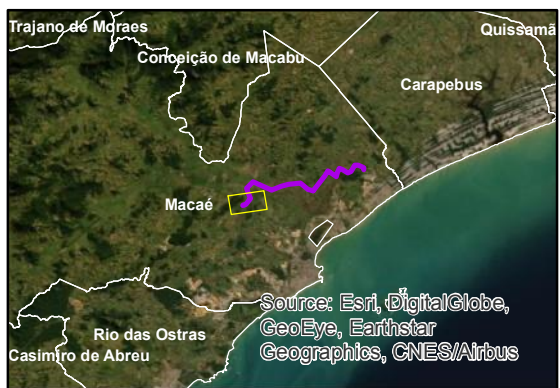 Trajano de Moraes
Quissamã
Conceição de Macabu
Carapebus
Macaé
Rio das Ostras
Casimiro de Abreu
Source: Esri, DigitalGlobe,
GeoEye, Earthstar
Geographics, CNES/Airbus